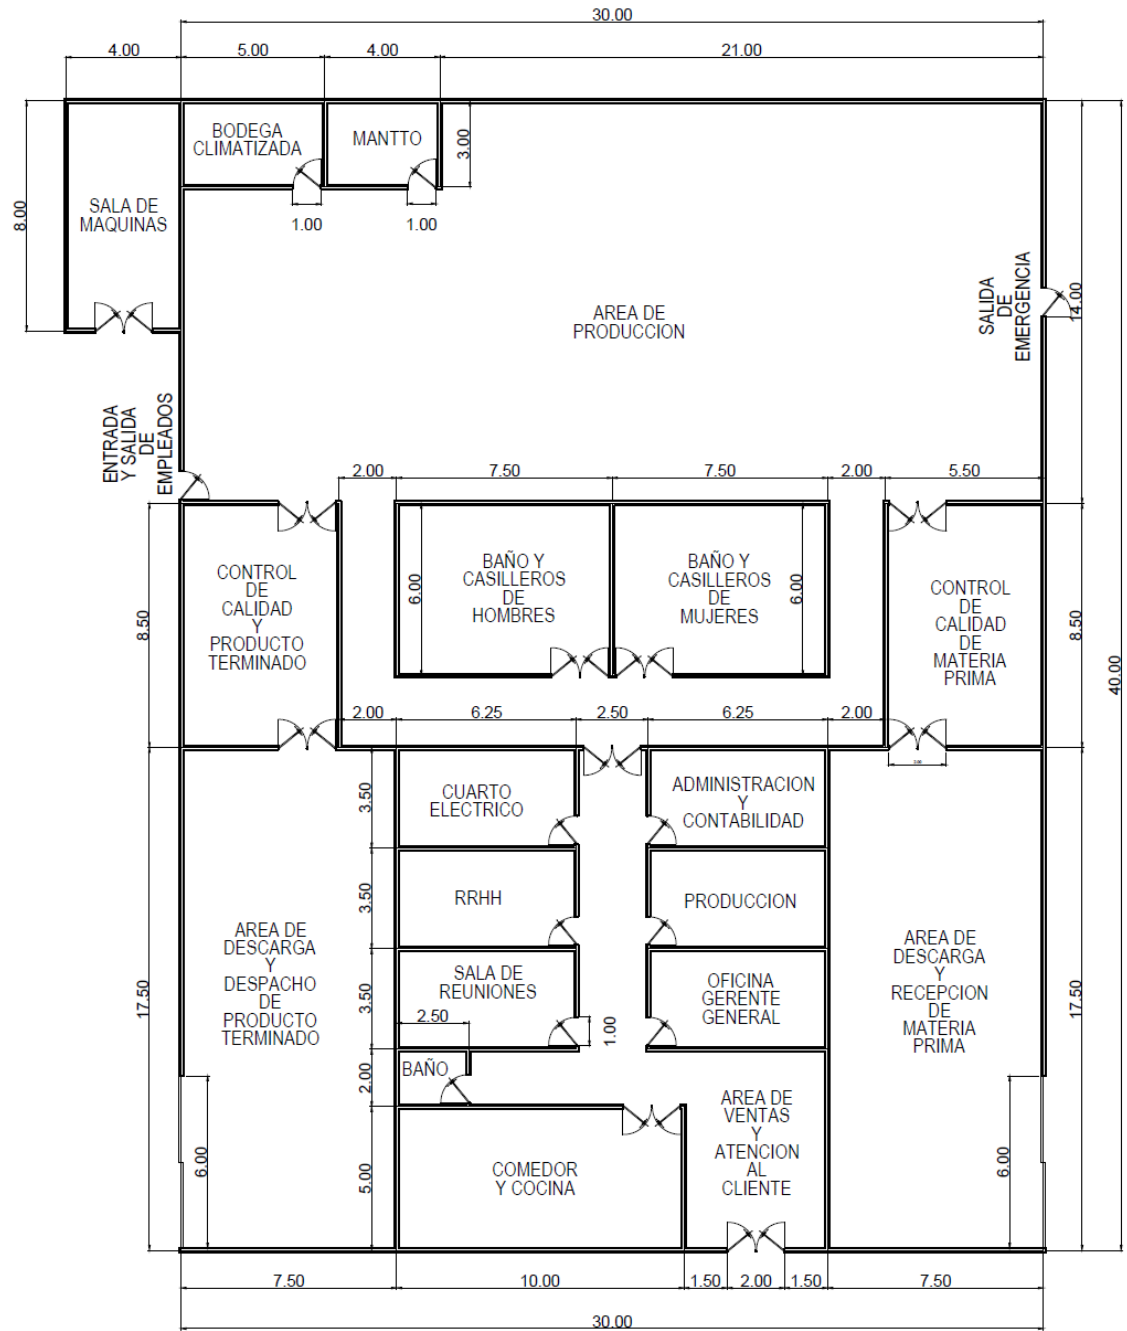 30.00
4.00
5.00
4.00
21.00
BODEGA
CLIMATIZADA
MANTTO
3.00
8.00
SALA DE
MAQUINAS
1.00
1.00
AREA DE
PRODUCCION
SALIDA
DE
EMERGENCIA
14.00
ENTRADA
Y SALIDA
DE
EMPLEADOS
2.00
7.50
7.50
2.00
5.50
8.50
CONTROL
DE
CALIDAD
Y
PRODUCTO
TERMINADO
6.00
BAÑO Y
CASILLEROS
DE
HOMBRES
BAÑO Y
CASILLEROS
DE
MUJERES
6.00
CONTROL
DE
CALIDAD
DE
MATERIA
PRIMA
8.50
40.00
2.00
6.25
2.50
6.25
2.00
3.50
CUARTO
ELECTRICO
ADMINISTRACION
Y
CONTABILIDAD
3.50
RRHH
PRODUCCION
17.50
AREA DE
DESCARGA
Y
DESPACHO
DE
PRODUCTO
TERMINADO
3.50
SALA DE
REUNIONES
2.50
1.00
OFICINA
GERENTE
GENERAL
AREA DE
DESCARGA
Y
RECEPCION
DE
MATERIA
PRIMA
17.50
2.00
BAÑO
AREA DE
VENTAS
Y
ATENCION
AL
CLIENTE
6.00
5.00
COMEDOR
Y COCINA
6.00
7.50
10.00
1.50
2.00
1.50
7.50
30.00